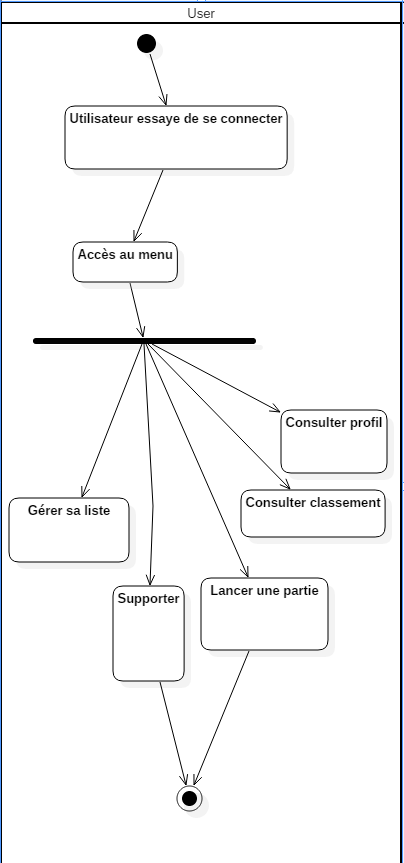 User
Utilisateur essaye de se connecter
Accès au menu
Consulter profil
Consulter classement
Gérer sa liste
Lancer une partie
Supporter